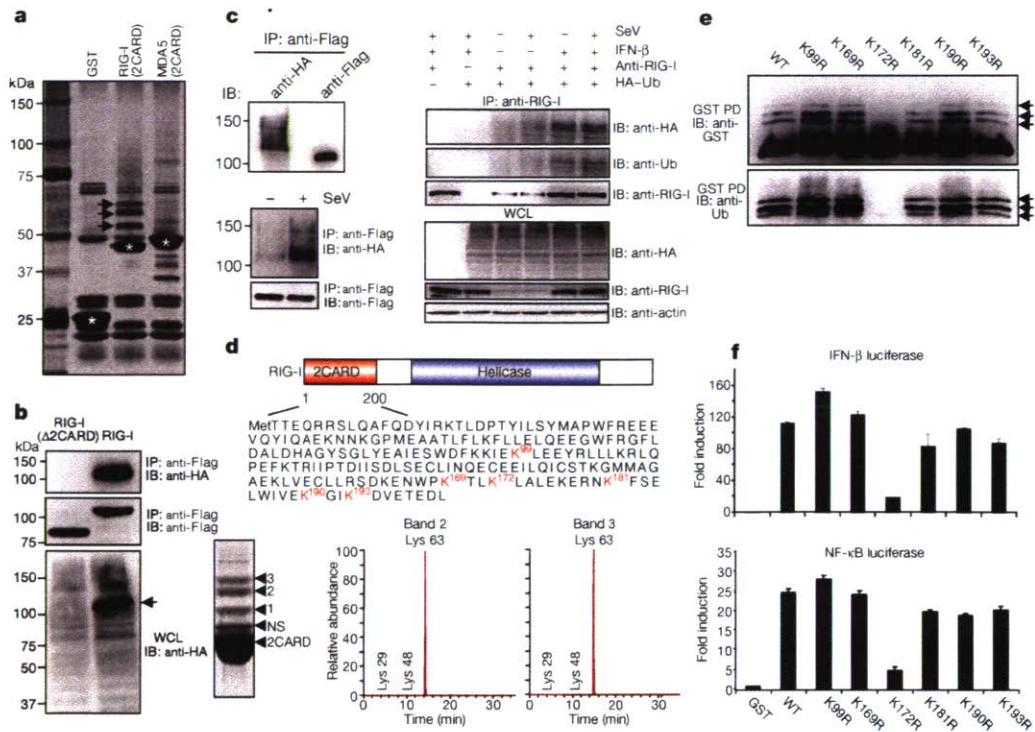 a
GST
RIG-I (2CARD)
MDA5 (2CARD)
kDa
150
100
75
50
37
25
*
*
*
b
RIG-I (Δ2CARD)
RIG-I
kDa
150
100
IP: anti-Flag
IB: anti-HA
100
75
IP: anti-Flag
IB: anti-Flag
150
100
75
50
37
WCL
IB: anti-HA
3
2
1
NS
2CARD
c
IP: anti-Flag
IB:
anti-HA
anti-Flag
150
100
− + SeV
100
IP: anti-Flag
IB: anti-HA
IP: anti-Flag
IB: anti-Flag
+ + − − + + SeV
+ + − − + + IFN-β
+ − + + + + Anti-RIG-I
− + + + + + HA–Ub
IP: anti-RIG-I
IB: anti-HA
IB: anti-Ub
IB: anti-RIG-I
WCL
IB: anti-HA
IB: anti-RIG-I
IB: anti-actin
d
RIG-I 2CARD Helicase
1 200
MetTTEQRRSLQAFQDYIRKTLDPTYILSYMAPWFREEE
VQYIQAEKNNKGPMEAATLFLKFLLELQEEGWFRGFL
DALDHAGYSGLYEAIESWDFKKIEK99LEEYRLLLKRLQ
PEFKTRIIPTDIISDLSECLINQECEEILQICSTKGMMAG
AEKLVECLLRSDKENWPK169TLK172LALEKERNK181FSE
LWIVEK190GIK193DVETEDL
Band 2
Lys 63
Band 3
Lys 63
Relative abundance
100
80
60
40
20
0
Lys 29
Lys 48
Lys 29
Lys 48
0 10 20 30
0 10 20 30
Time (min)
Time (min)
e
WT
K99R
K169R
K172R
K181R
K190R
K193R
GST PD
IB: anti-GST
GST PD
IB: anti-Ub
f
IFN-β luciferase
Fold induction
160
120
80
40
0
NF-κB luciferase
Fold induction
35
30
25
20
15
10
5
0
GST
WT
K99R
K169R
K172R
K181R
K190R
K193R